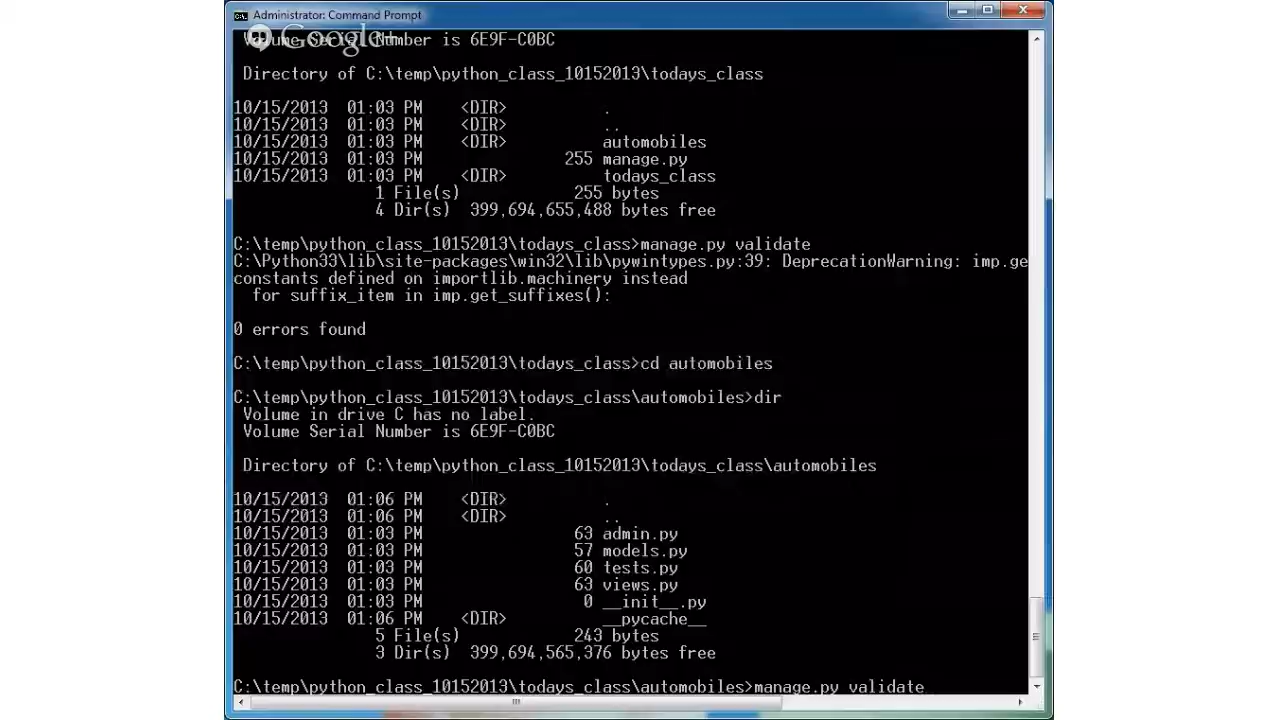 Administrator: Command Prompt
Google+
Volume Serial Number is 6E9F-C0BC
Directory of C:\temp\python_class_10152013\todays_class
10/15/2013  01:03 PM    <DIR>          .
10/15/2013  01:03 PM    <DIR>          ..
10/15/2013  01:03 PM    <DIR>          automobiles
10/15/2013  01:03 PM               255 manage.py
10/15/2013  01:03 PM    <DIR>          todays_class
1 File(s)            255 bytes
4 Dir(s)  399,694,655,488 bytes free
C:\temp\python_class_10152013\todays_class>manage.py validate
C:\Python33\lib\site-packages\win32\lib\pywintypes.py:39: DeprecationWarning: imp.ge
constants defined on importlib.machinery instead
for suffix_item in imp.get_suffixes():
0 errors found
C:\temp\python_class_10152013\todays_class>cd automobiles
C:\temp\python_class_10152013\todays_class\automobiles>dir
Volume in drive C has no label.
Volume Serial Number is 6E9F-C0BC
Directory of C:\temp\python_class_10152013\todays_class\automobiles
10/15/2013  01:06 PM    <DIR>          .
10/15/2013  01:06 PM    <DIR>          ..
10/15/2013  01:03 PM                63 admin.py
10/15/2013  01:03 PM                57 models.py
10/15/2013  01:03 PM                60 tests.py
10/15/2013  01:03 PM                63 views.py
10/15/2013  01:03 PM                 0 __init__.py
10/15/2013  01:06 PM    <DIR>          __pycache__
5 File(s)            243 bytes
3 Dir(s)  399,694,565,376 bytes free
C:\temp\python_class_10152013\todays_class\automobiles>manage.py validate